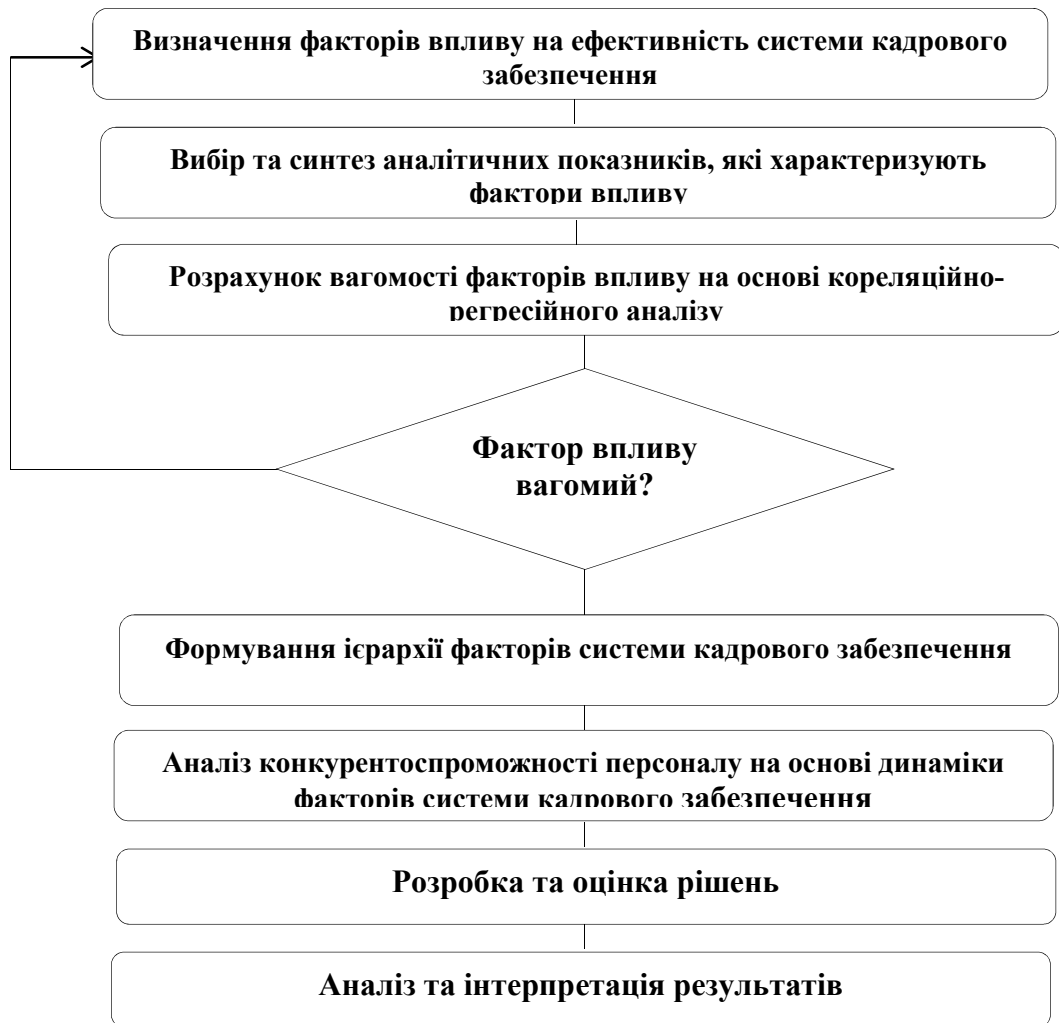 Визначення факторів впливу на ефективність системи кадрового
забезпечення
Вибір та синтез аналітичних показників, які характеризують
фактори впливу
Розрахунок вагомості факторів впливу на основі кореляційно-
регресійного аналізу
Фактор впливу
вагомий?
Формування ієрархії факторів системи кадрового забезпечення
Аналіз конкурентоспроможності персоналу на основі динаміки
факторів системи кадрового забезпечення
Розробка та оцінка рішень
Аналіз та інтерпретація результатів